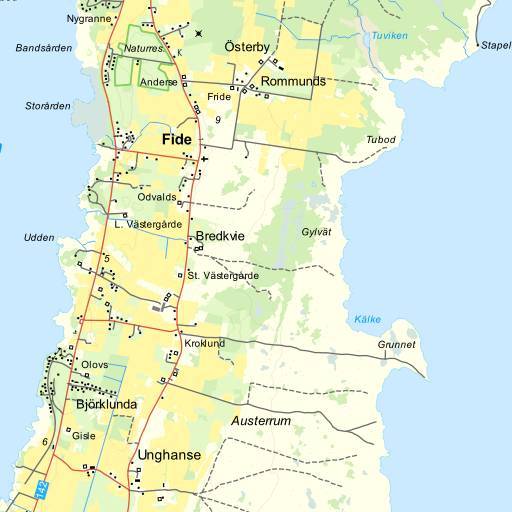 Nygranne
Bandsården
Naturres.
K
Österby
Tuviken
Stapel
Anderse
Rommunds
Fride
Storården
9
Fide
Tubod
Odvalds
L. Västergårde
Udden
Bredkvie
Gylvät
5
St. Västergårde
Kälke
Kroklund
Grunnet
Olovs
Björklunda
Austerrum
Gisle
6
Unghanse
142